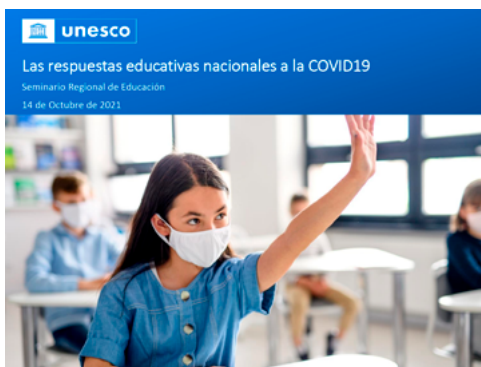 unesco
Las respuestas educativas nacionales a la COVID19
Seminario Regional de Educación
14 de Octubre de 2021